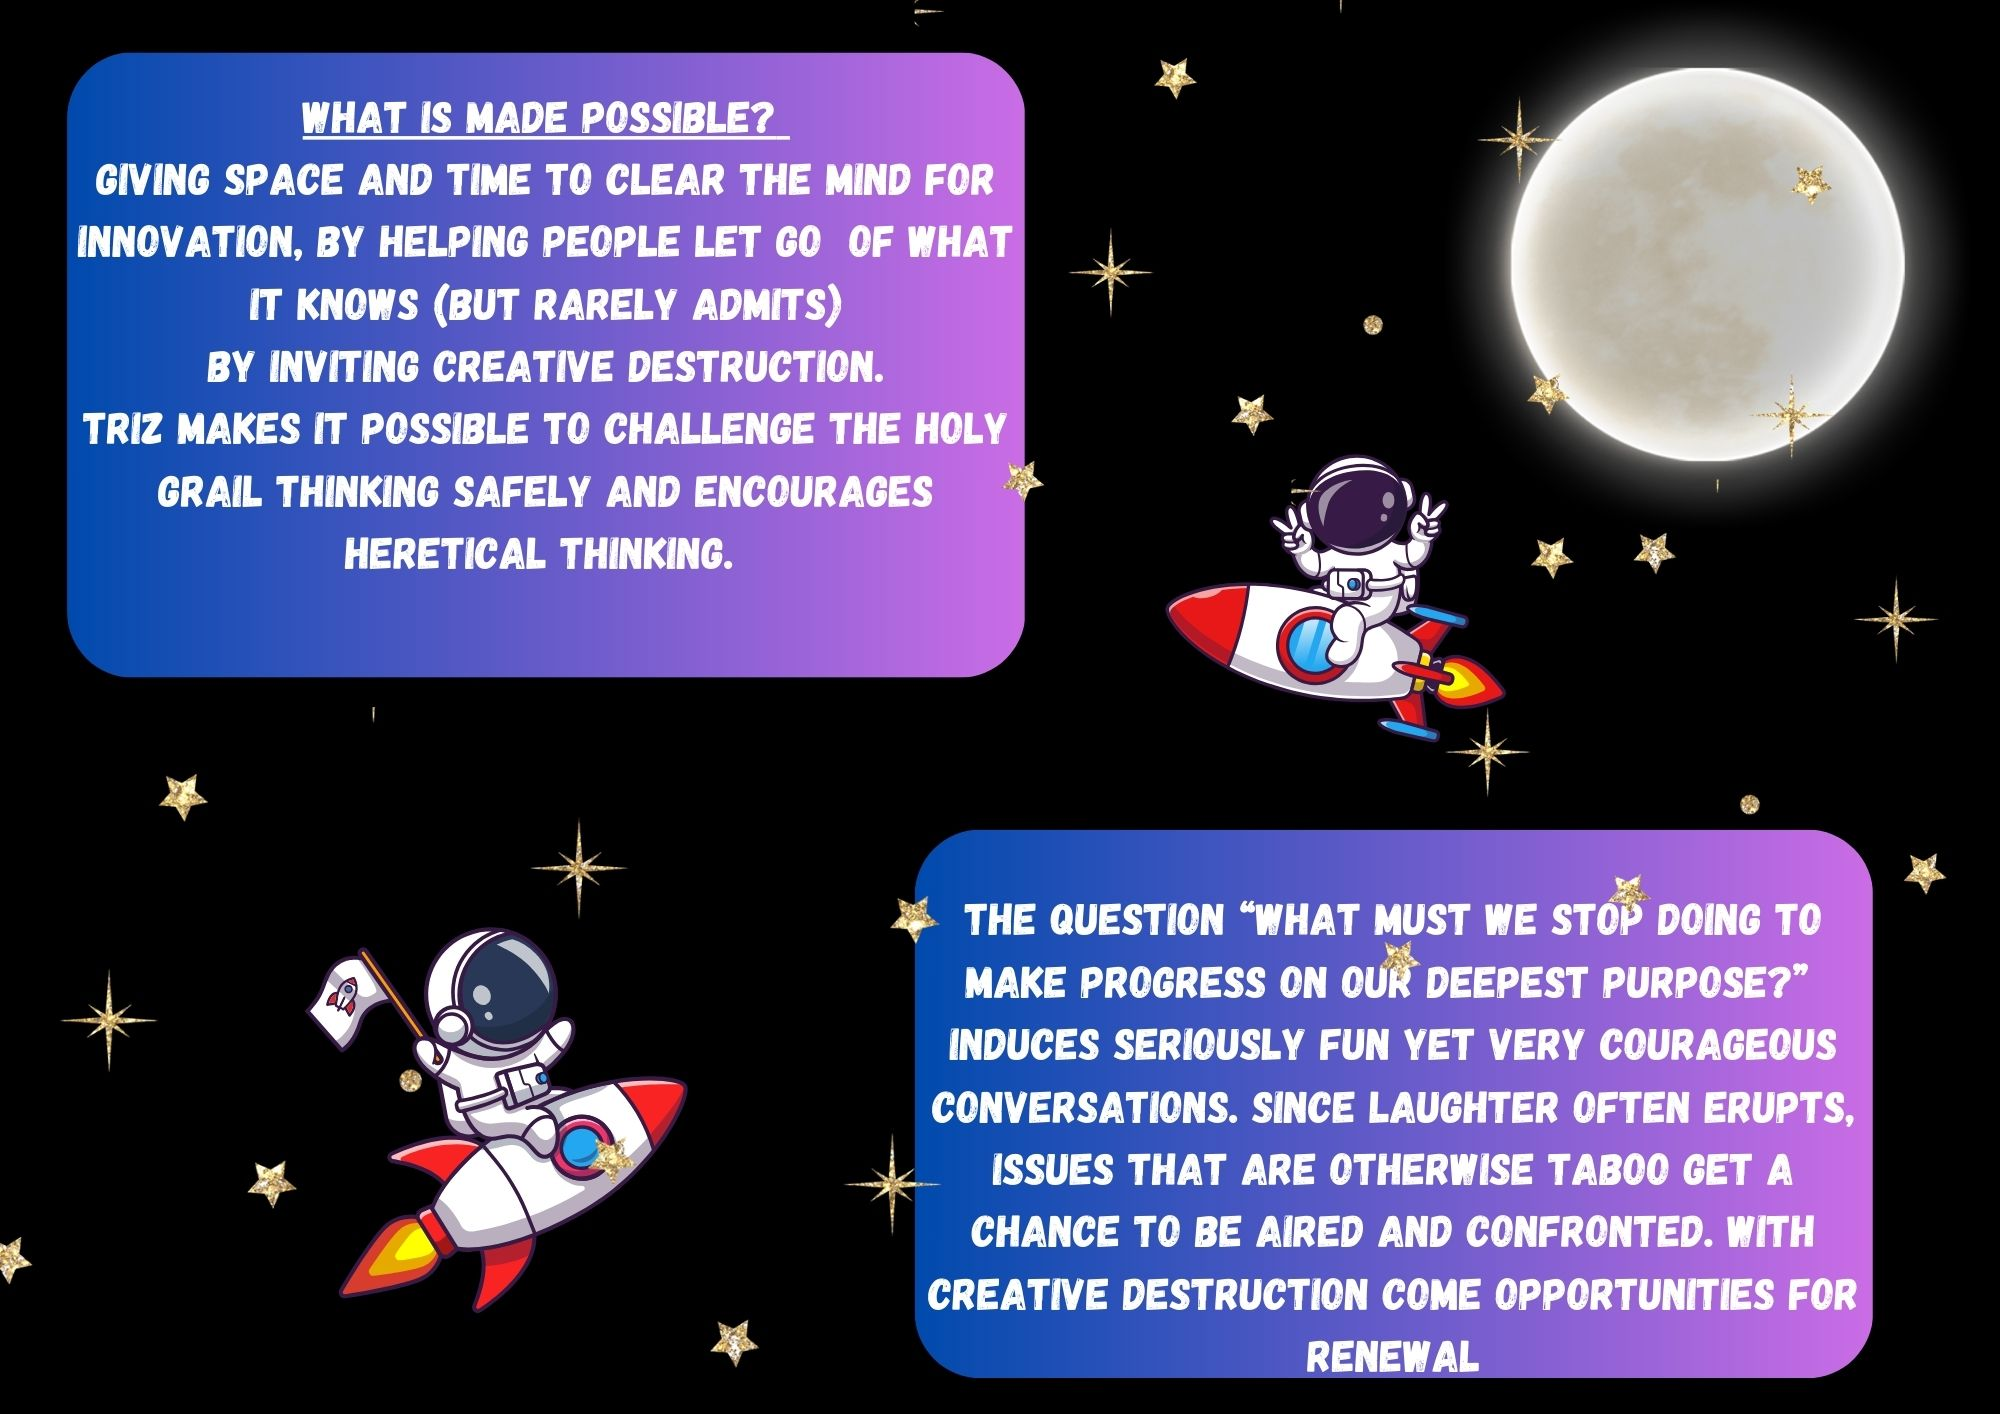 WHAT IS MADE POSSIBLE?
GIVING SPACE AND TIME TO CLEAR THE MIND FOR
INNOVATION, BY HELPING PEOPLE LET GO OF WHAT
IT KNOWS (BUT RARELY ADMITS)
BY INVITING CREATIVE DESTRUCTION.
TRIZ MAKES IT POSSIBLE TO CHALLENGE THE HOLY
GRAIL THINKING SAFELY AND ENCOURAGES
HERETICAL THINKING.
THE QUESTION “WHAT MUST WE STOP DOING TO
MAKE PROGRESS ON OUR DEEPEST PURPOSE?”
INDUCES SERIOUSLY FUN YET VERY COURAGEOUS
CONVERSATIONS. SINCE LAUGHTER OFTEN ERUPTS,
ISSUES THAT ARE OTHERWISE TABOO GET A
CHANCE TO BE AIRED AND CONFRONTED. WITH
CREATIVE DESTRUCTION COME OPPORTUNITIES FOR
RENEWAL